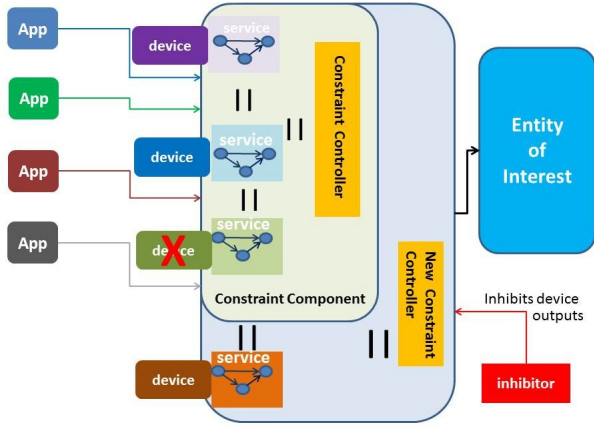 App
App
App
App
device
service
device
service
device
X
service
device
service
Constraint Controller
Constraint Component
New Constraint
Controller
Entity
of
Interest
Inhibits device
outputs
inhibitor